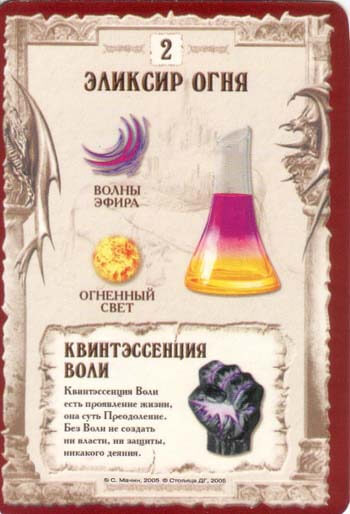 2
ЭЛИКСИР ОГНЯ
ВОЛНЫ
ЭФИРА
ОГНЕННЫЙ
СВЕТ
КВИНТЭССЕНЦИЯ
ВОЛИ
Квинтэссенция Воли
есть проявление жизни,
она суть Преодоление.
Без Воли не создать
ни власти, ни защиты,
никакого деяния.
© С. Мачин, 2005 © Столица ДГ, 2005